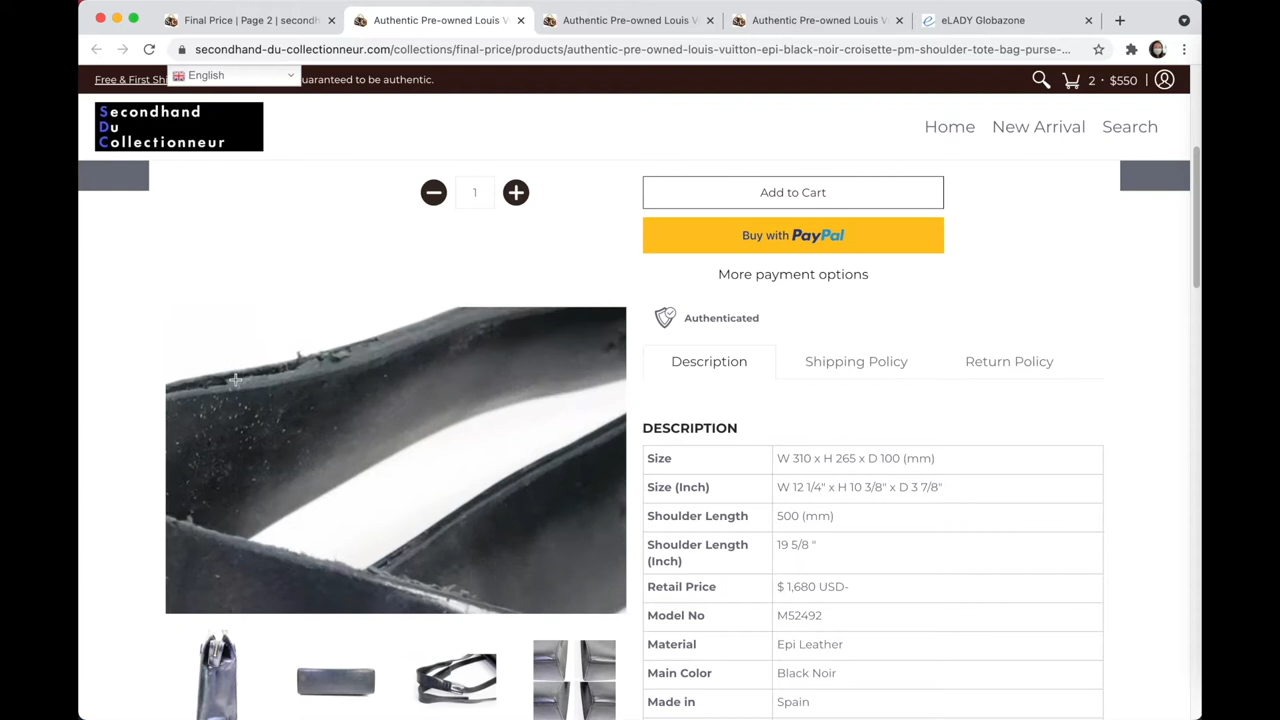 Final Price | Page 2 | secondh
Authentic Pre-owned Louis V
Authentic Pre-owned Louis V
Authentic Pre-owned Louis V
eLADY Globazone
secondhand-du-collectionneur.com/collections/final-price/products/authentic-pre-owned-louis-vuitton-epi-black-noir-croisette-pm-shoulder-tote-bag-purse-...
Free & First Shi
English
uaranteed to be authentic.
2 · $550
Secondhand
Du
Collectionneur
Home New Arrival Search
1
Add to Cart
Buy with PayPal
More payment options
Authenticated
Description Shipping Policy Return Policy
DESCRIPTION
Size W 310 x H 265 x D 100 (mm)
Size (Inch) W 12 1/4" x H 10 3/8" x D 3 7/8"
Shoulder Length 500 (mm)
Shoulder Length (Inch) 19 5/8 "
Retail Price $ 1,680 USD-
Model No M52492
Material Epi Leather
Main Color Black Noir
Made in Spain